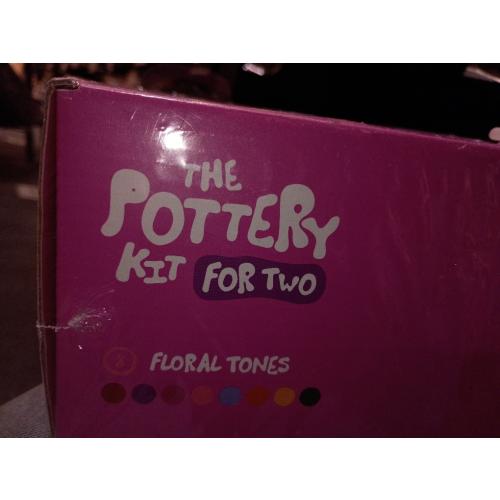 THE
POTTERY
KIT FOR TWO
FLORAL TONES